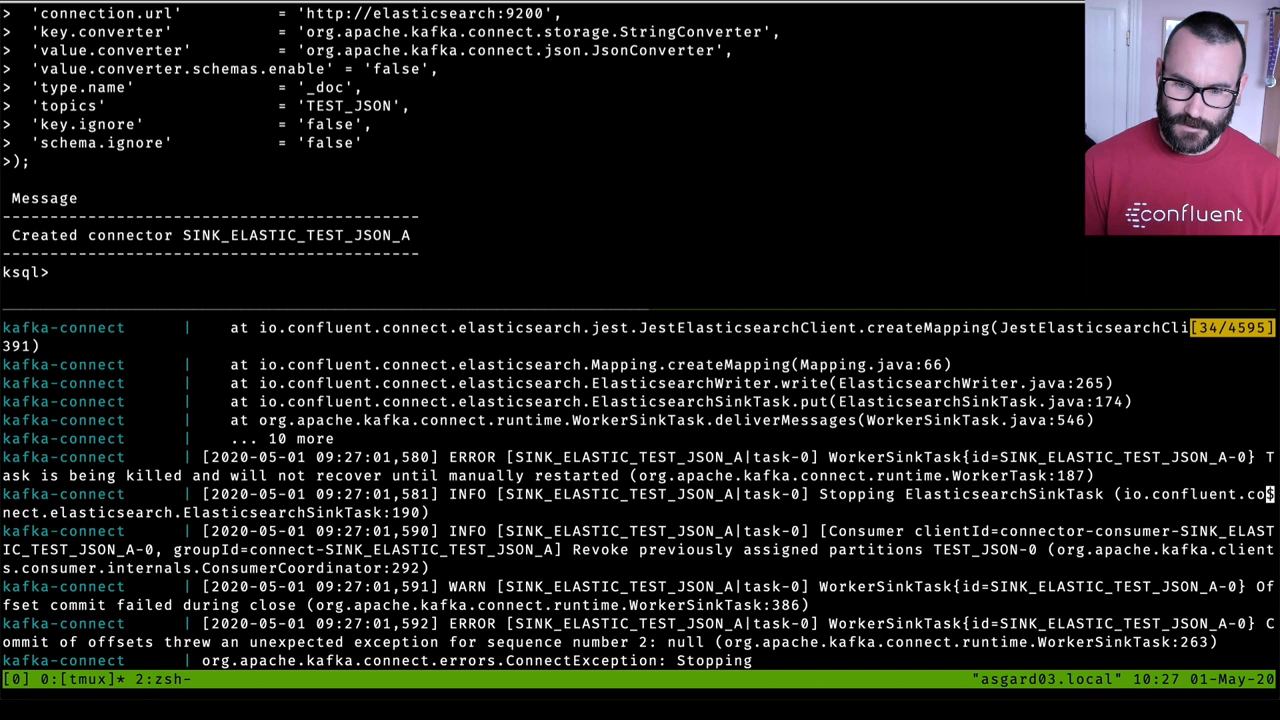 >  'connection.url'           = 'http://elasticsearch:9200',
>  'key.converter'            = 'org.apache.kafka.connect.storage.StringConverter',
>  'value.converter'          = 'org.apache.kafka.connect.json.JsonConverter',
>  'value.converter.schemas.enable' = 'false',
>  'type.name'                = '_doc',
>  'topics'                   = 'TEST_JSON',
>  'key.ignore'               = 'false',
>  'schema.ignore'            = 'false'
>);
Message
--------------------------------------------
Created connector SINK_ELASTIC_TEST_JSON_A
--------------------------------------------
ksql>
confluent
kafka-connect      |    at io.confluent.connect.elasticsearch.jest.JestElasticsearchClient.createMapping(JestElasticsearchCli[34/4595]
391)
kafka-connect      |    at io.confluent.connect.elasticsearch.Mapping.createMapping(Mapping.java:66)
kafka-connect      |    at io.confluent.connect.elasticsearch.ElasticsearchWriter.write(ElasticsearchWriter.java:265)
kafka-connect      |    at io.confluent.connect.elasticsearch.ElasticsearchSinkTask.put(ElasticsearchSinkTask.java:174)
kafka-connect      |    at org.apache.kafka.connect.runtime.WorkerSinkTask.deliverMessages(WorkerSinkTask.java:546)
kafka-connect      |    ... 10 more
kafka-connect      | [2020-05-01 09:27:01,580] ERROR [SINK_ELASTIC_TEST_JSON_A|task-0] WorkerSinkTask{id=SINK_ELASTIC_TEST_JSON_A-0} T
ask is being killed and will not recover until manually restarted (org.apache.kafka.connect.runtime.WorkerTask:187)
kafka-connect      | [2020-05-01 09:27:01,581] INFO [SINK_ELASTIC_TEST_JSON_A|task-0] Stopping ElasticsearchSinkTask (io.confluent.co$
nect.elasticsearch.ElasticsearchSinkTask:190)
kafka-connect      | [2020-05-01 09:27:01,590] INFO [SINK_ELASTIC_TEST_JSON_A|task-0] [Consumer clientId=connector-consumer-SINK_ELAST
IC_TEST_JSON_A-0, groupId=connect-SINK_ELASTIC_TEST_JSON_A] Revoke previously assigned partitions TEST_JSON-0 (org.apache.kafka.client
s.consumer.internals.ConsumerCoordinator:292)
kafka-connect      | [2020-05-01 09:27:01,591] WARN [SINK_ELASTIC_TEST_JSON_A|task-0] WorkerSinkTask{id=SINK_ELASTIC_TEST_JSON_A-0} Of
fset commit failed during close (org.apache.kafka.connect.runtime.WorkerSinkTask:386)
kafka-connect      | [2020-05-01 09:27:01,592] ERROR [SINK_ELASTIC_TEST_JSON_A|task-0] WorkerSinkTask{id=SINK_ELASTIC_TEST_JSON_A-0} C
ommit of offsets threw an unexpected exception for sequence number 2: null (org.apache.kafka.connect.runtime.WorkerSinkTask:263)
kafka-connect      | org.apache.kafka.connect.errors.ConnectException: Stopping
[0] 0:[tmux]* 2:zsh-    "asgard03.local" 10:27 01-May-20